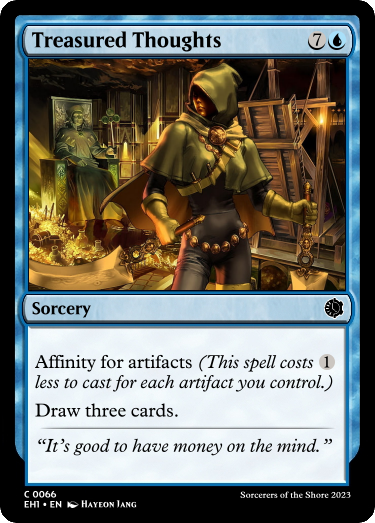 Treasured Thoughts 7
Sorcery
Affinity for artifacts (This spell costs 1
less to cast for each artifact you control.)
Draw three cards.
“It’s good to have money on the mind.”
C 0066
EH1 • EN Hayeon Jang
Sorcerers of the Shore 2023